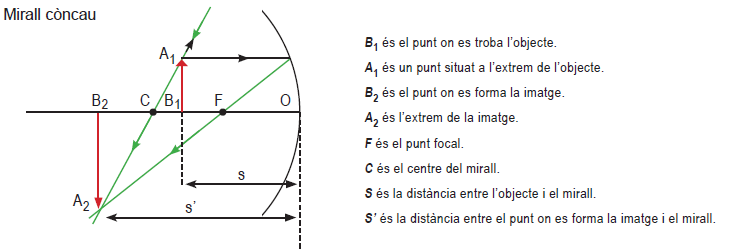 Mirall còncau
A1
B2
C
B1
F
O
A2
s
s'
B1 és el punt on es troba l'objecte.
A1 és un punt situat a l'extrem de l'objecte.
B2 és el punt on es forma la imatge.
A2 és l'extrem de la imatge.
F és el punt focal.
C és el centre del mirall.
S és la distància entre l'objecte i el mirall.
S' és la distància entre el punt on es forma la imatge i el mirall.